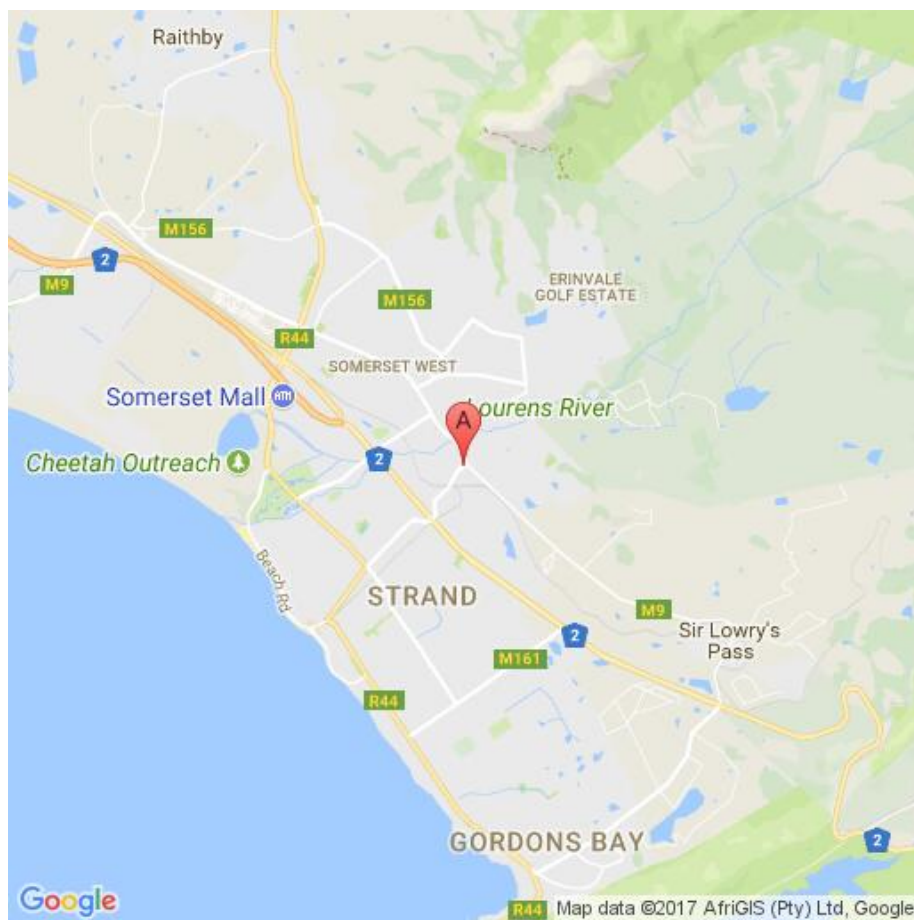 Raithby
M156
2
M9
ERINVALE
GOLF ESTATE
M156
R44
SOMERSET WEST
Somerset Mall
ATM
Lourens River
A
Cheetah Outreach
2
Beach Rd
STRAND
M9
2
Sir Lowry's
Pass
M161
R44
GORDONS BAY
2
Google
R44
Map data ©2017 AfriGIS (Pty) Ltd, Google